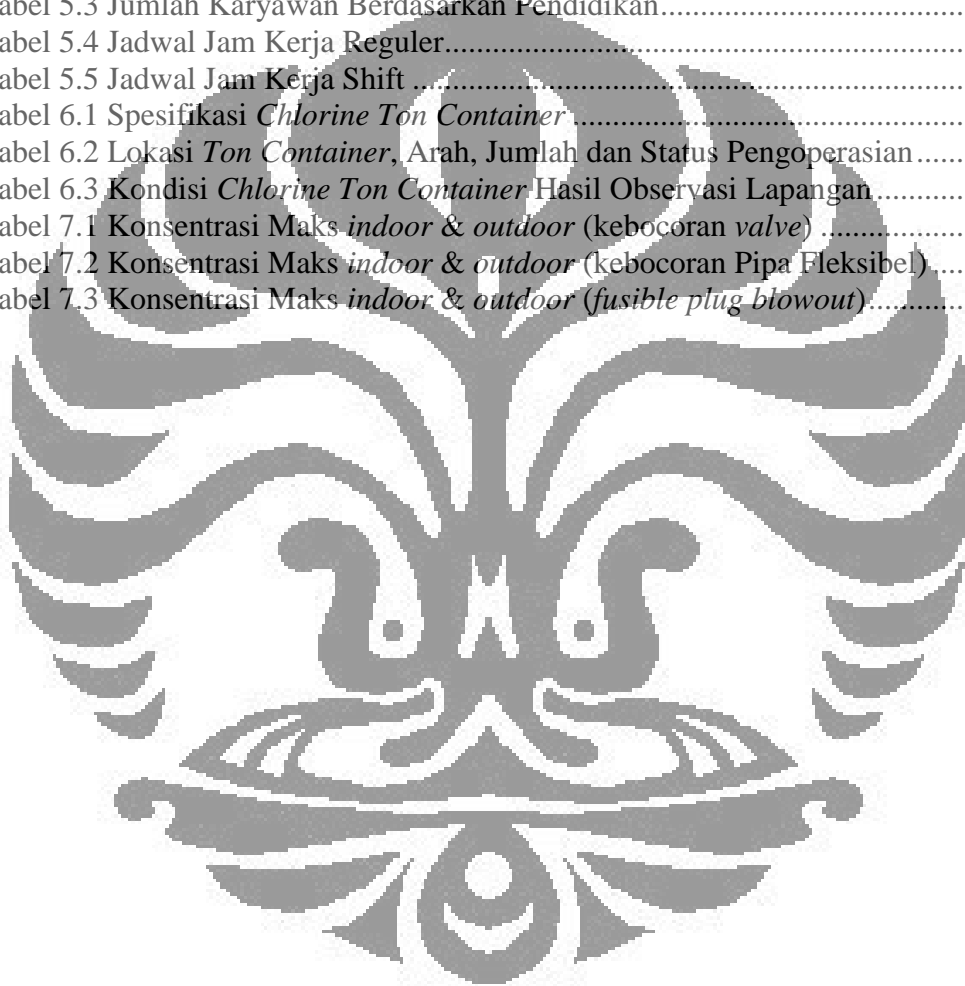 abel 5.3 Jumlah Karyawan Berdasarkan Pendidikan....................................
abel 5.4 Jadwal Jam Kerja Reguler..............................................................
abel 5.5 Jadwal Jam Kerja Shift ..................................................................
abel 6.1 Spesifikasi Chlorine Ton Container ..............................................
abel 6.2 Lokasi Ton Container, Arah, Jumlah dan Status Pengoperasian ......
abel 6.3 Kondisi Chlorine Ton Container Hasil Observasi Lapangan............
abel 7.1 Konsentrasi Maks indoor & outdoor (kebocoran valve) .................
abel 7.2 Konsentrasi Maks indoor & outdoor (kebocoran Pipa Fleksibel).....
abel 7.3 Konsentrasi Maks indoor & outdoor (fusible plug blowout).............